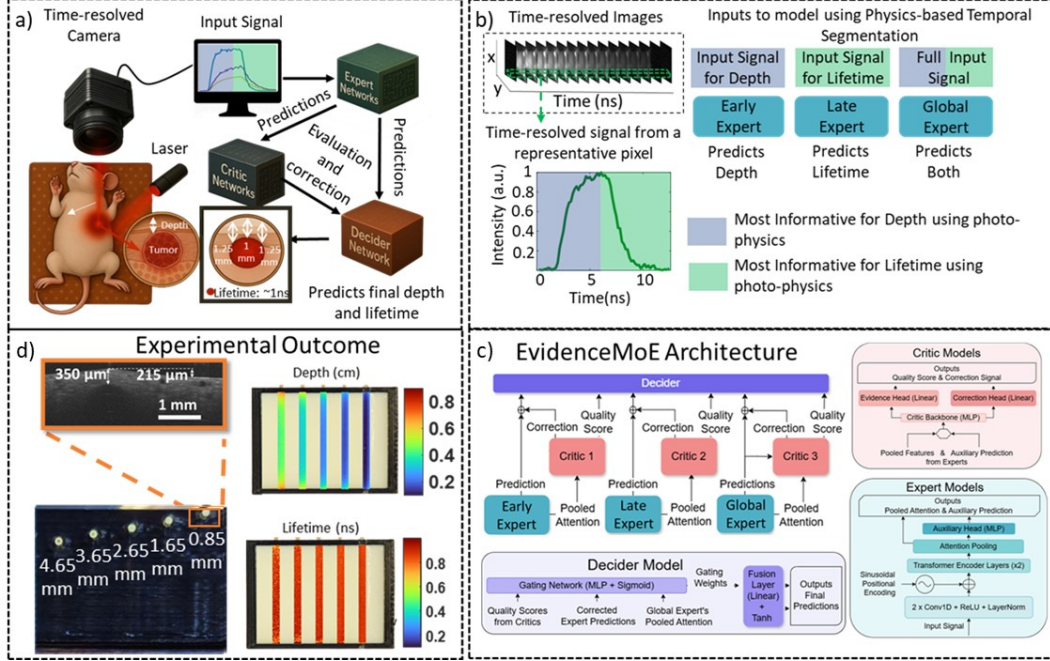 a)
Time-resolved
Camera
Input Signal
Expert
Networks
Predictions
Evaluation
and
correction
Predictions
Critic
Networks
Laser
Depth
Tumor
1.25
mm
1
mm
1.25
mm
Lifetime: ~1ns
Decider
Network
Predicts final depth
and lifetime
b)
Time-resolved Images
x
y
Time (ns)
Time-resolved signal from a
representative pixel
Intensity (a.u.)
1
0.8
0.6
0.4
0.2
0
5
10
Time(ns)
Inputs to model using Physics-based Temporal
Segmentation
Input Signal
for Depth
Input Signal
for Lifetime
Full Input
Signal
Early
Expert
Late
Expert
Global
Expert
Predicts
Depth
Predicts
Lifetime
Predicts
Both
Most Informative for Depth using photo-
physics
Most Informative for Lifetime using
photo-physics
d)
Experimental Outcome
350 µm
215 µm
1 mm
4.65
mm
3.65
mm
2.65
mm
1.65
mm
0.85
mm
Depth (cm)
0.8
0.6
0.4
0.2
Lifetime (ns)
0.8
0.6
0.4
0.2
c)
EvidenceMoE Architecture
Decider
Correction
Quality
Score
Correction
Quality
Score
Correction
Quality
Score
Critic 1
Critic 2
Critic 3
Prediction
Prediction
Predictions
Early
Expert
Pooled
Attention
Late
Expert
Pooled
Attention
Global
Expert
Pooled
Attention
Decider Model
Gating Network (MLP + Sigmoid)
Quality Scores
from Critics
Corrected
Expert Predictions
Global Expert's
Pooled Attention
Gating
Weights
Fusion
Layer
(Linear)
+
Tanh
Outputs
Final
Predictions
Critic Models
Outputs
Quality Score & Correction Signal
Evidence Head (Linear)
Correction Head (Linear)
Critic Backbone (MLP)
Pooled Features & Auxiliary Prediction
from Experts
Expert Models
Outputs
Pooled Attention & Auxiliary Prediction
Auxiliary Head (MLP)
Attention Pooling
Transformer Encoder Layers (x2)
Sinusoidal
Positional
Encoding
2 x Conv1D + ReLU + LayerNorm
Input Signal